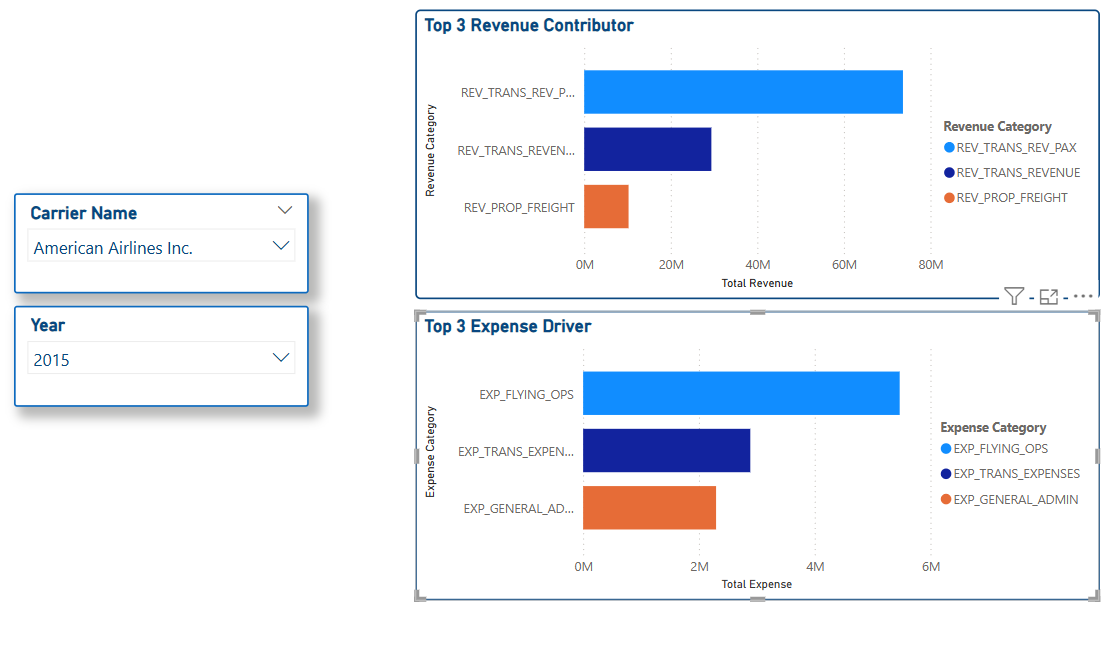 Top 3 Revenue Contributor
Revenue Category
REV_TRANS_REV_P...
REV_TRANS_REVEN...
REV_PROP_FREIGHT
0M 20M 40M 60M 80M
Total Revenue
Revenue Category
REV_TRANS_REV_PAX
REV_TRANS_REVENUE
REV_PROP_FREIGHT
Carrier Name
American Airlines Inc.
Year
2015
Top 3 Expense Driver
Expense Category
EXP_FLYING_OPS
EXP_TRANS_EXPEN...
EXP_GENERAL_AD...
0M 2M 4M 6M
Total Expense
Expense Category
EXP_FLYING_OPS
EXP_TRANS_EXPENSES
EXP_GENERAL_ADMIN